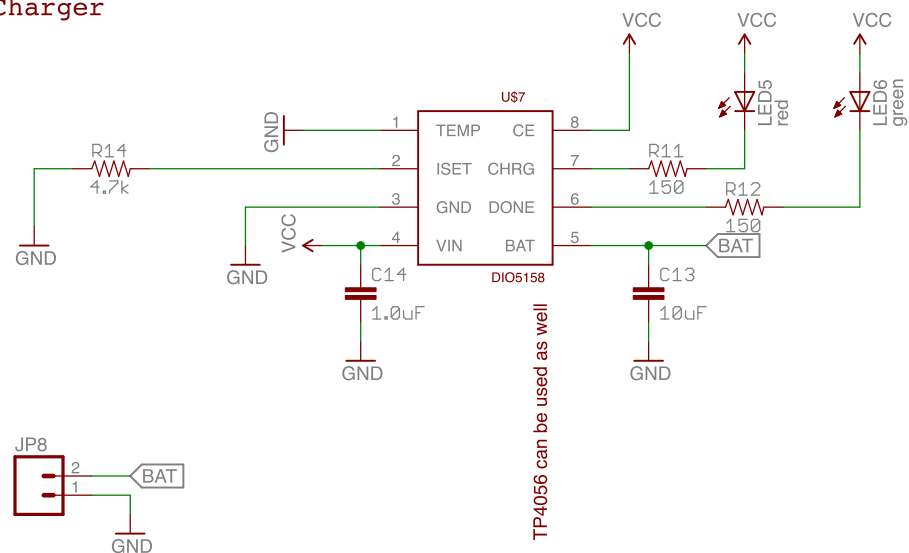 Charger
VCC
VCC
VCC
U$7
LED5
red
LED6
green
GND
1
TEMP
CE
8
R14
4.7k
2
ISET
CHRG
7
R11
150
3
GND
DONE
6
R12
150
GND
GND
VCC
4
VIN
BAT
5
BAT
DIO5158
C14
1.0uF
C13
10uF
GND
GND
TP4056 can be used as well
JP8
2
BAT
1
GND